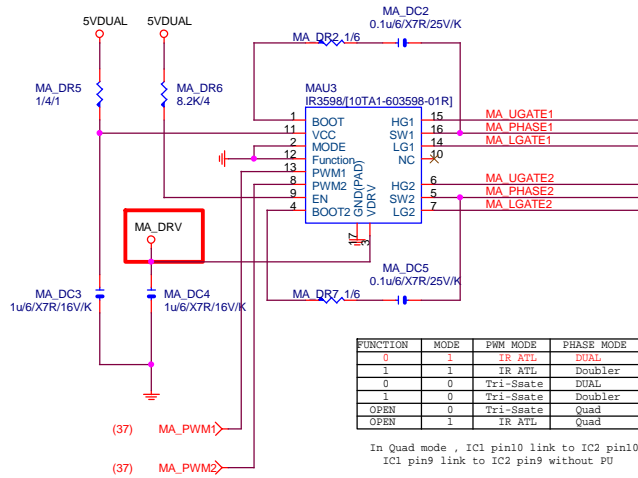 5VDUAL 5VDUAL
MA_DC2
0.1u/6/X7R/25V/K
MA_DR2 1/6
MA_DR5
1/4/1
MA_DR6
8.2K/4
MAU3
IR3598/[10TA1-603598-01R]
1 BOOT HG1 15 MA_UGATE1
11 VCC SW1 16 MA_PHASE1
2 MODE LG1 14 MA_LGATE1
12 Function NC 10
13 PWM1
8 PWM2 HG2 6 MA_UGATE2
9 EN SW2 5 MA_PHASE2
4 BOOT2 LG2 7 MA_LGATE2
GND(PAD)
VDRV
17
3
MA_DRV
MA_DC5
0.1u/6/X7R/25V/K
MA_DR7 1/6
MA_DC3
1u/6/X7R/16V/K
MA_DC4
1u/6/X7R/16V/K
FUNCTION MODE PWM MODE PHASE MODE
0 1 IR ATL DUAL
1 1 IR ATL Doubler
0 0 Tri-Ssate DUAL
1 0 Tri-Ssate Doubler
OPEN 0 Tri-Ssate Quad
OPEN 1 IR ATL Quad
(37) MA_PWM1
(37) MA_PWM2
In Quad mode , IC1 pin10 link to IC2 pin10
IC1 pin9 link to IC2 pin9 without PU